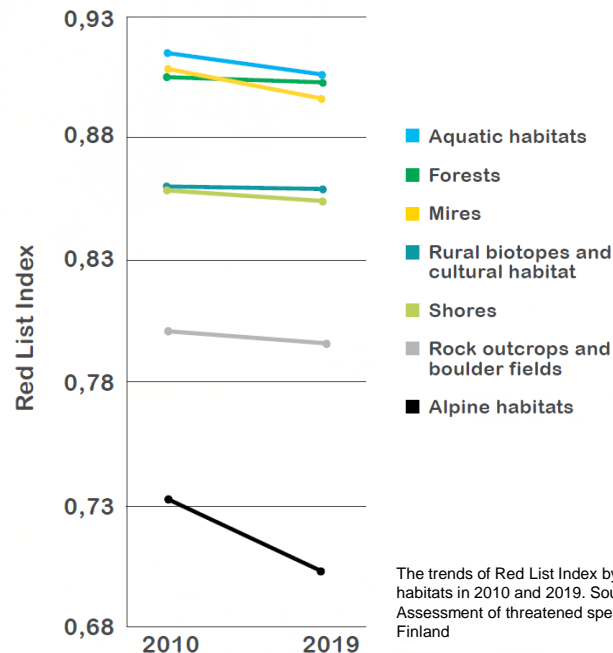 0,93
0,88
0,83
0,78
0,73
0,68
Red List Index
2010
2019
Aquatic habitats
Forests
Mires
Rural biotopes and
cultural habitat
Shores
Rock outcrops and
boulder fields
Alpine habitats
The trends of Red List Index
habitats in 2010 and 2019.
Assessment of threatened
Finland